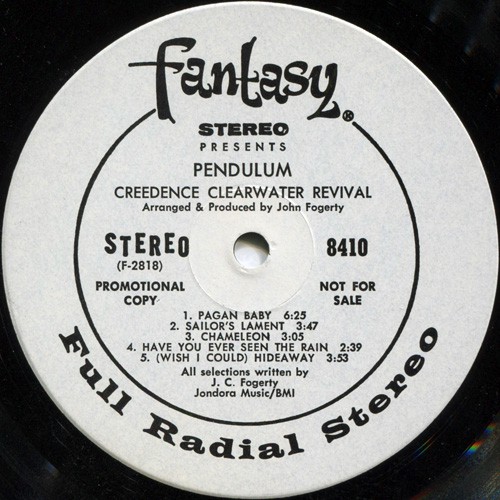 fantasy®
STEREO
PRESENTS
PENDULUM
CREEDENCE CLEARWATER REVIVAL
Arranged & Produced by John Fogerty
STEREO
(F-2818)
8410
PROMOTIONAL
COPY
NOT FOR
SALE
1. PAGAN BABY 6:25
2. SAILOR'S LAMENT 3:47
3. CHAMELEON 3:05
4. HAVE YOU EVER SEEN THE RAIN 2:39
5. (WISH I COULD) HIDEAWAY 3:53
All selections written by
J. C. Fogerty
Jondora Music/BMI
Full Radial Stereo